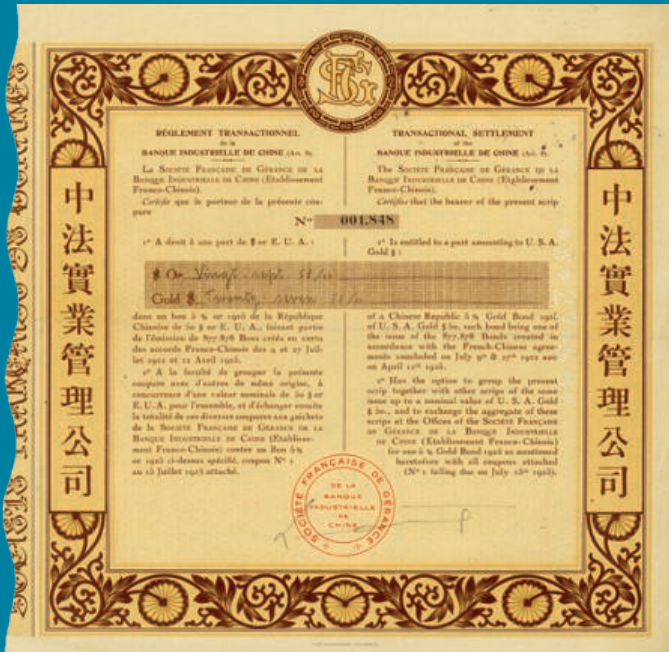 SFG
中法實業管理公司
RÈGLEMENT TRANSACTIONNEL
de la
BANQUE INDUSTRIELLE DE CHINE (Art. 8).
La SOCIÉTÉ FRANÇAISE DE GÉRANCE DE LA
BANQUE INDUSTRIELLE DE CHINE (Etablissement
Franco-Chinois).
Certifie que le porteur de la présente cou-
pure
TRANSACTIONAL SETTLEMENT
of the
BANQUE INDUSTRIELLE DE CHINE (Art. 8).
The SOCIÉTÉ FRANÇAISE DE GÉRANCE DE LA
BANQUE INDUSTRIELLE DE CHINE (Etablissement
Franco-Chinois).
Certifies that the bearer of the present scrip
N° 001.848
1° A droit à une part de $ or E. U. A. :
1° Is entitled to a part amounting to U. S. A.
Gold $ :
$ Or Vingt-sept
Gold $ Twenty seven
dans un bon 5 % or 1925 de la République
Chinoise de 50 $ or E. U. A., faisant partie
de l'émission de 877.878 Bons créés en vertu
des accords Franco-Chinois des 9 et 27 Juil-
let 1922 et 12 Avril 1925.
2° A la faculté de grouper la présente
coupure avec d'autres de même origine, à
concurrence d'une valeur nominale de 50 $ or
E. U. A. pour l'ensemble, et d'échanger ensuite
la totalité de ces diverses coupures aux guichets
de la SOCIÉTÉ FRANÇAISE DE GÉRANCE DE LA
BANQUE INDUSTRIELLE DE CHINE (Etablisse-
ment Franco-Chinois) contre un Bon 5 %
or 1925 ci-dessus spécifié, coupon N° 1
au 15 Juillet 1925 attaché.
of a Chinese Republic 5 % Gold Bond 1925,
of U. S. A. Gold $ 50, such bond being one of
the issue of the 877.878 Bonds created in
accordance with the French-Chinese agree-
ments concluded on July 9th & 27th 1922 and
on April 12th 1925.
2° Has the option to group the present
scrip together with other scrips of the same
issue up to a nominal value of U. S. A. Gold
$ 50, and to exchange the aggregate of these
scrips at the Offices of the SOCIÉTÉ FRANÇAISE
DE GÉRANCE DE LA BANQUE INDUSTRIELLE
DE CHINE (Etablissement Franco-Chinois)
for one 5 % Gold Bond 1925 as mentioned
heretofore with all coupons attached
(N° 1 falling due on July 15th 1925).
SOCIÉTÉ FRANÇAISE DE GÉRANCE
DE LA
BANQUE
INDUSTRIELLE
DE
CHINE
中法實業管理公司